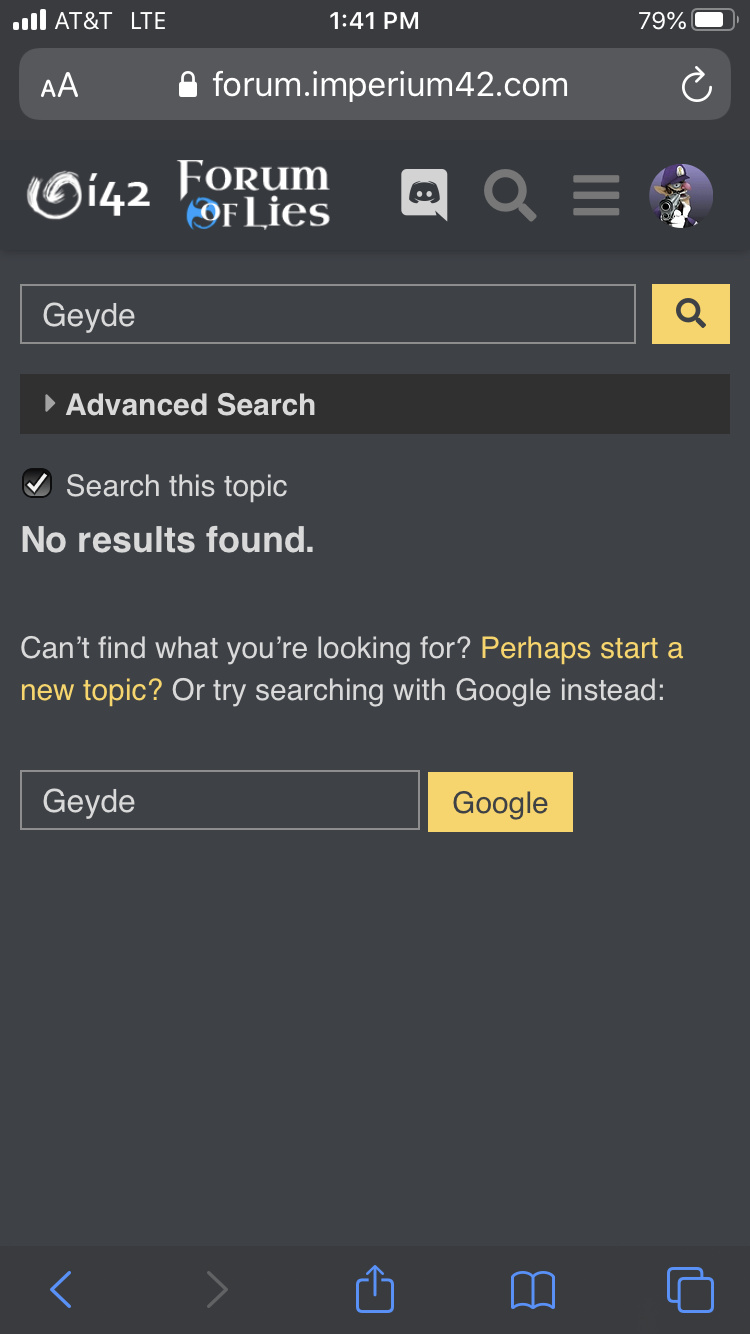 AT&T LTE 1:41 PM 79%
AA forum.imperium42.com
i42 Forum of Lies
Geyde
Advanced Search
Search this topic
No results found.
Can’t find what you’re looking for? Perhaps start a
new topic? Or try searching with Google instead:
Geyde Google